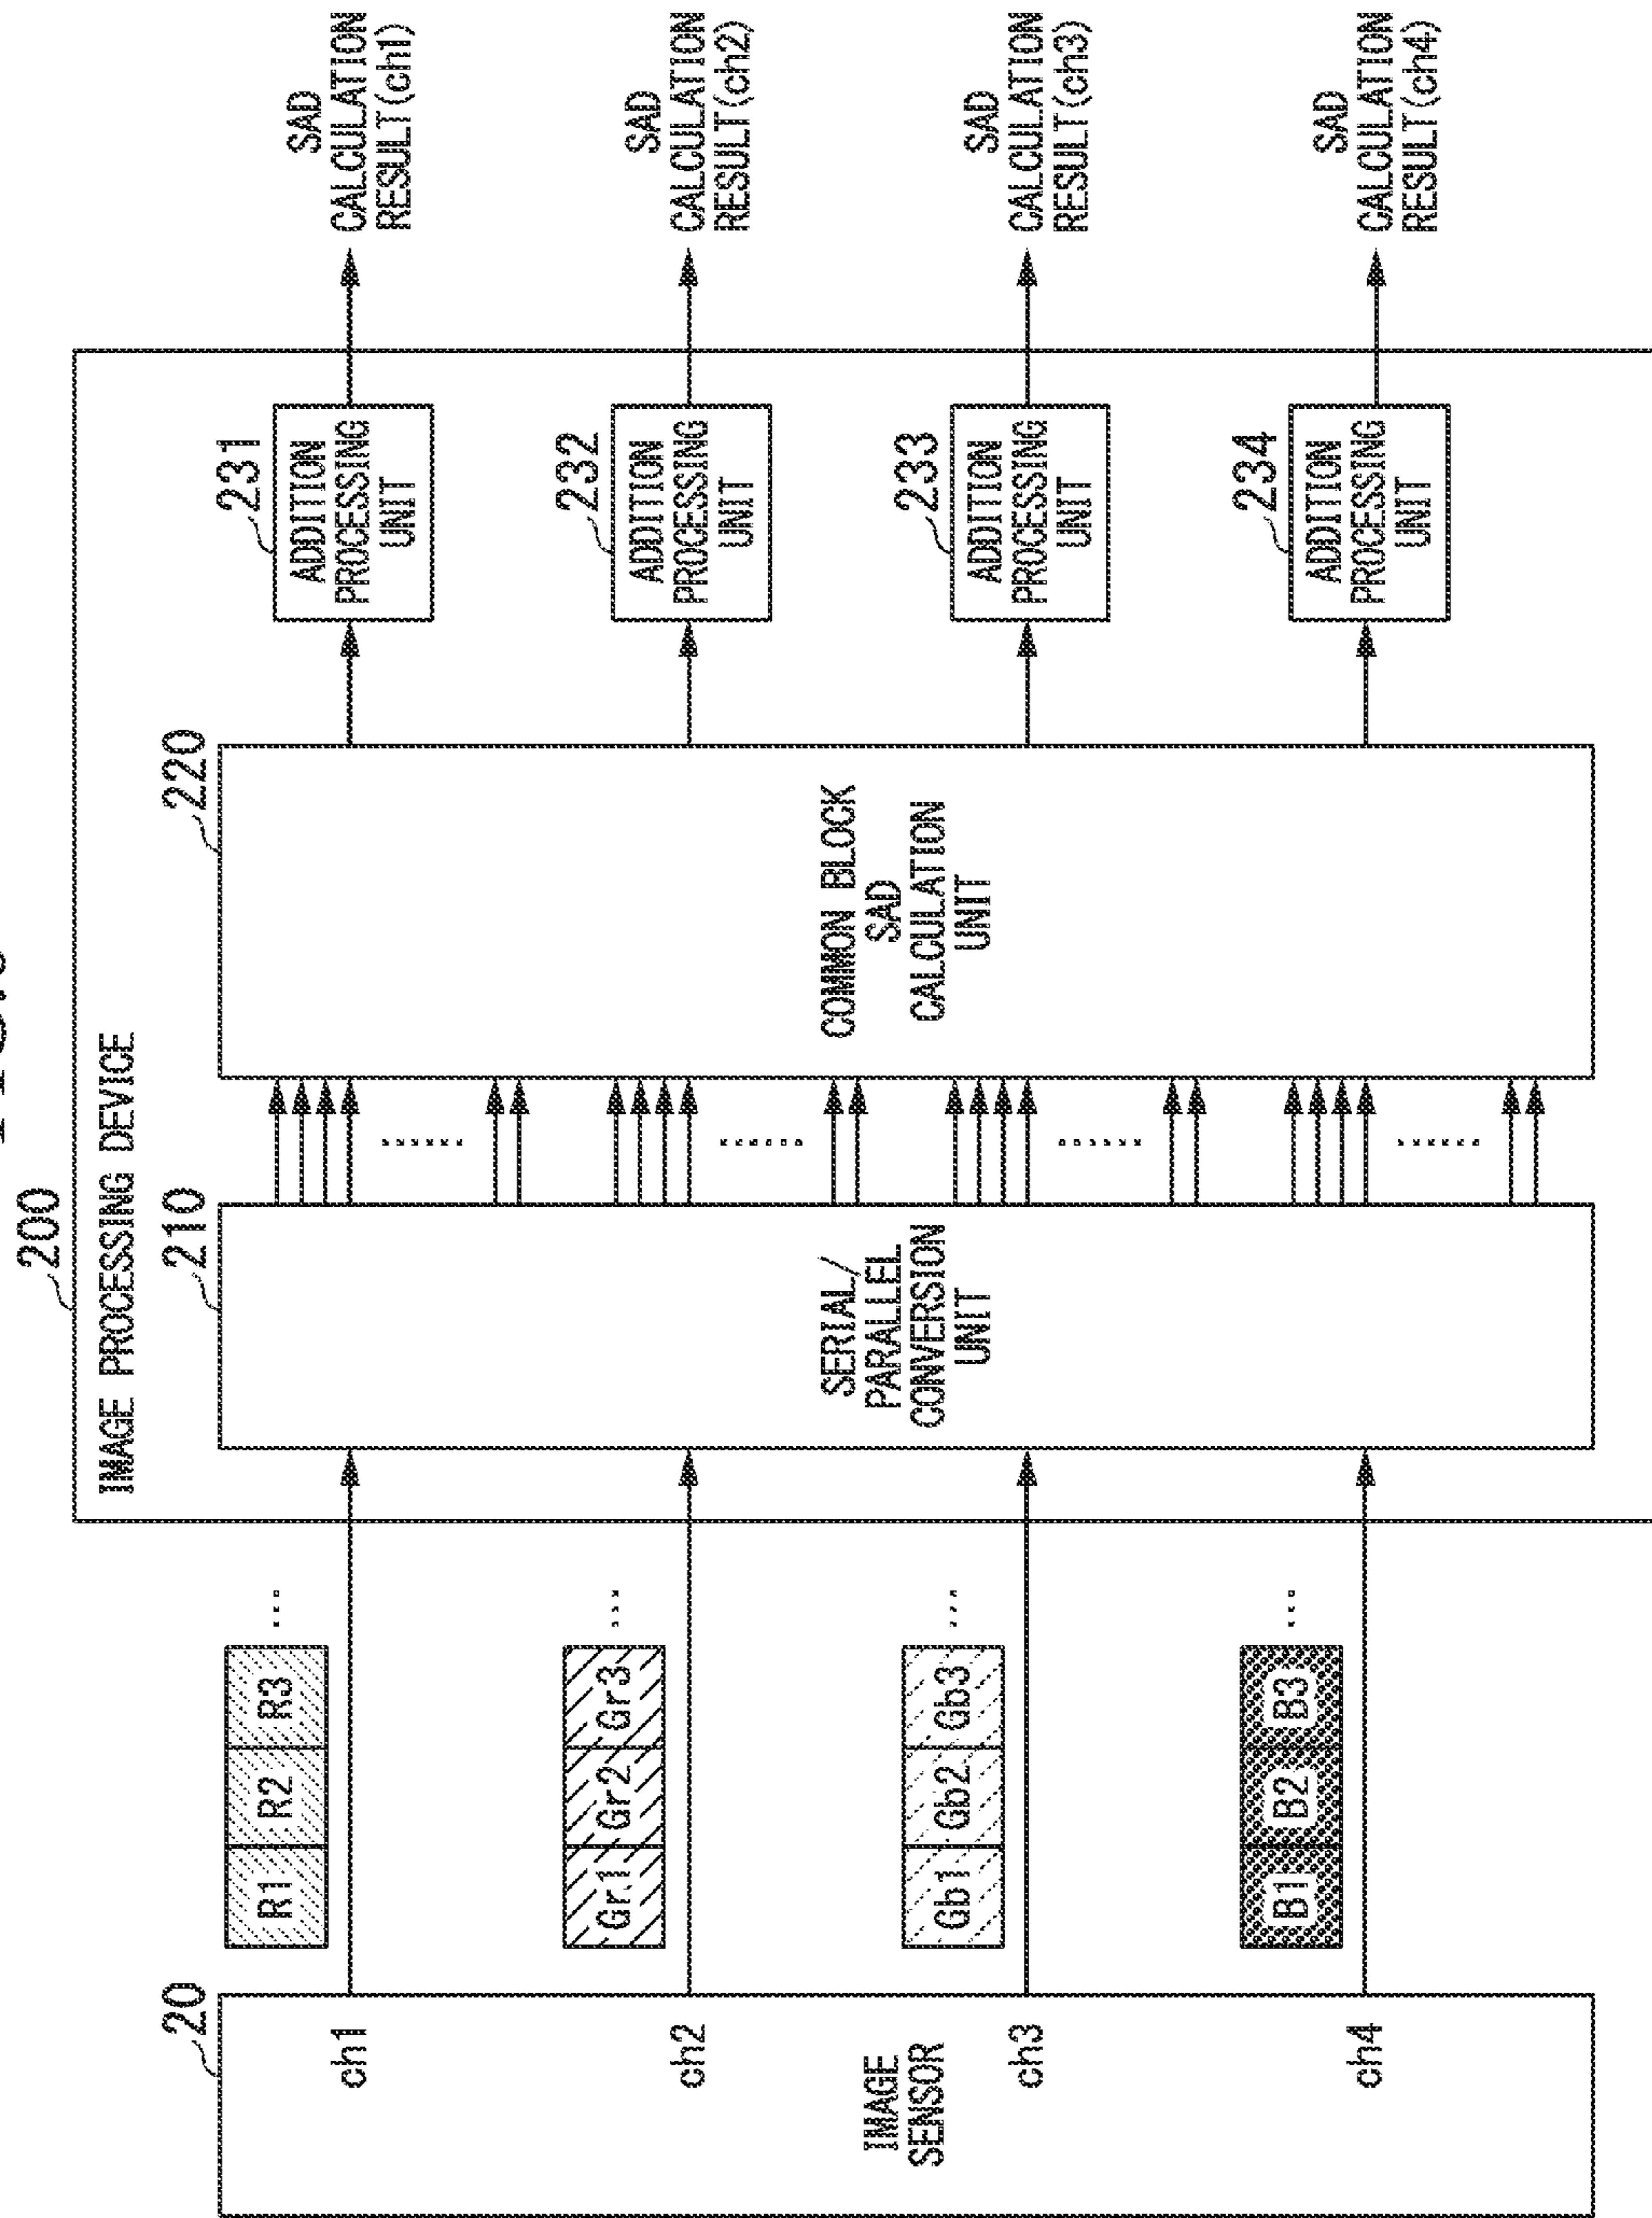 200
IMAGE PROCESSING DEVICE
20
210
220
IMAGE
SENSOR
ch1
ch2
ch3
ch4
R1 R2 R3 ...
Gr1 Gr2 Gr3 ...
Gb1 Gb2 Gb3 ...
B1 B2 B3 ...
SERIAL/
PARALLEL
CONVERSION
UNIT
COMMON BLOCK
SAD
CALCULATION
UNIT
231
ADDITION
PROCESSING
UNIT
SAD
CALCULATION
RESULT(ch1)
232
ADDITION
PROCESSING
UNIT
SAD
CALCULATION
RESULT(ch2)
233
ADDITION
PROCESSING
UNIT
SAD
CALCULATION
RESULT(ch3)
234
ADDITION
PROCESSING
UNIT
SAD
CALCULATION
RESULT(ch4)